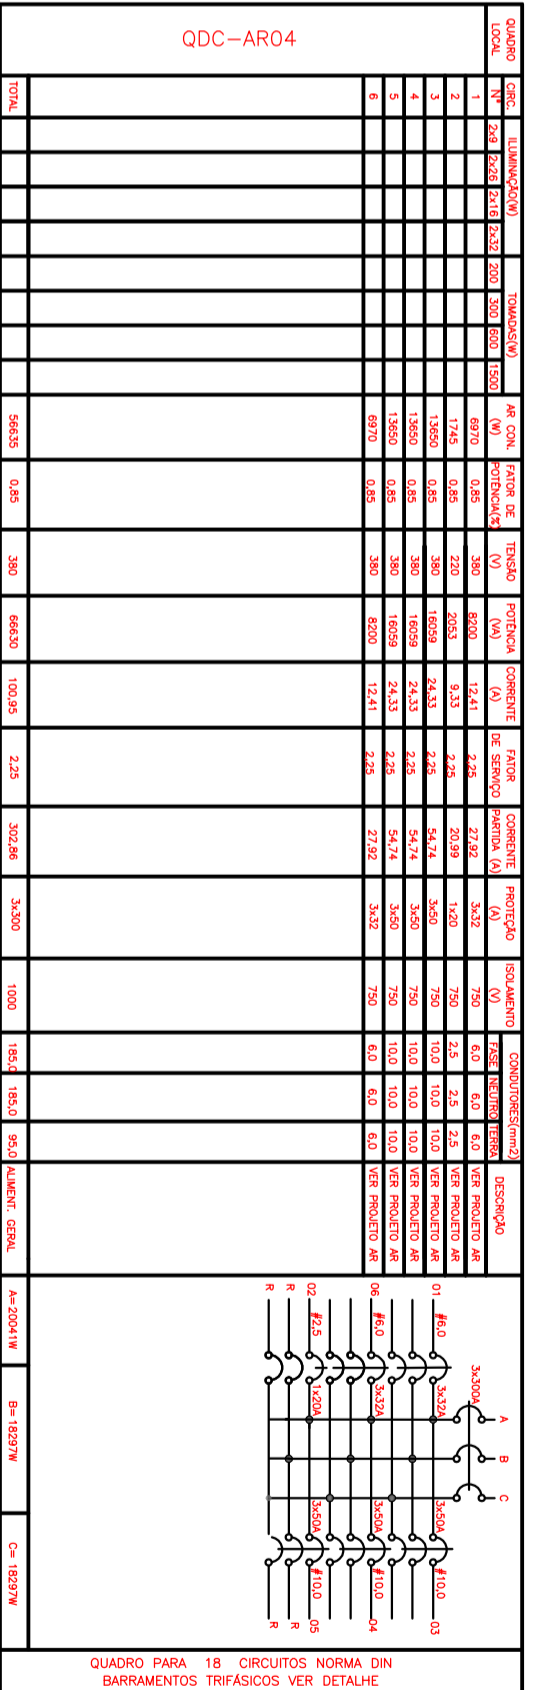 QUADRO LOCAL CIRC. Nº ILUMINAÇÃO(W) TOMADAS(W) AR CON. (W) FATOR DE POTÊNCIA(%) TENSÃO (V) POTÊNCIA (VA) CORRENTE (A) FATOR DE SERVIÇO CORRENTE PARTIDA (A) PROTEÇÃO (A) ISOLAMENTO (V) CONDUTORES(mm2) DESCRIÇÃO
2x9 2x26 2x16 2x32 200 300 600 1500 FASE NEUTRO TERRA
QDC-AR04
1 6970 0,85 380 8200 12,41 2,25 27,92 3x32 750 6,0 6,0 6,0 VER PROJETO AR
2 1745 0,85 220 2053 9,33 2,25 20,99 1x20 750 2,5 2,5 2,5 VER PROJETO AR
3 13650 0,85 380 16059 24,33 2,25 54,74 3x50 750 10,0 10,0 10,0 VER PROJETO AR
4 13650 0,85 380 16059 24,33 2,25 54,74 3x50 750 10,0 10,0 10,0 VER PROJETO AR
5 13650 0,85 380 16059 24,33 2,25 54,74 3x50 750 10,0 10,0 10,0 VER PROJETO AR
6 6970 0,85 380 8200 12,41 2,25 27,92 3x32 750 6,0 6,0 6,0 VER PROJETO AR
TOTAL 56635 0,85 380 66630 100,95 2,25 302,86 3x300 1000 185,0 185,0 95,0 ALIMENT. GERAL
A= 20041W B= 18297W C= 18297W
3x300A A B C
01 #6,0 3x32A 3x50A #10,0 03
06 #6,0 3x32A 3x50A #10,0 04
02 #2,5 1x20A 3x50A #10,0 05
R R
R R
QUADRO PARA 18 CIRCUITOS NORMA DIN
BARRAMENTOS TRIFÁSICOS VER DETALHE